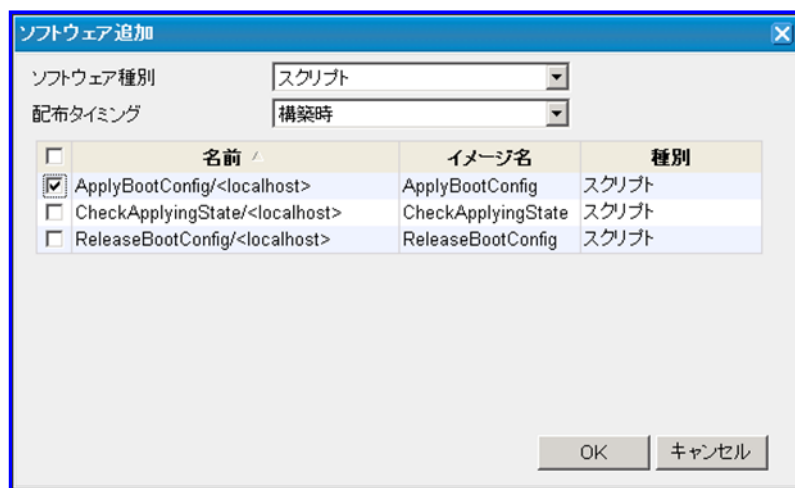 ソフトウェア追加
ソフトウェア種別 スクリプト
配布タイミング 構築時
名前 イメージ名 種別
ApplyBootConfig/<localhost> ApplyBootConfig スクリプト
CheckApplyingState/<localhost> CheckApplyingState スクリプト
ReleaseBootConfig/<localhost> ReleaseBootConfig スクリプト
OK キャンセル